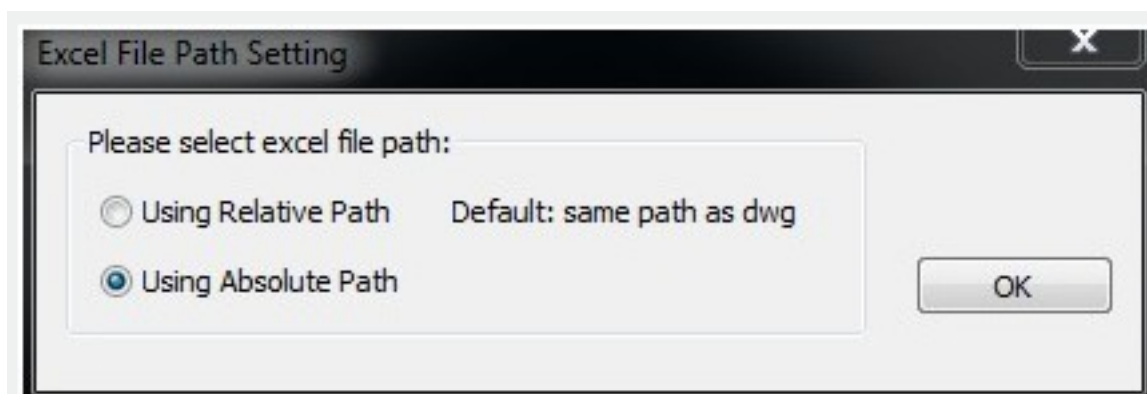 Excel File Path Setting
X
Please select excel file path:
Using Relative Path Default: same path as dwg
Using Absolute Path
OK